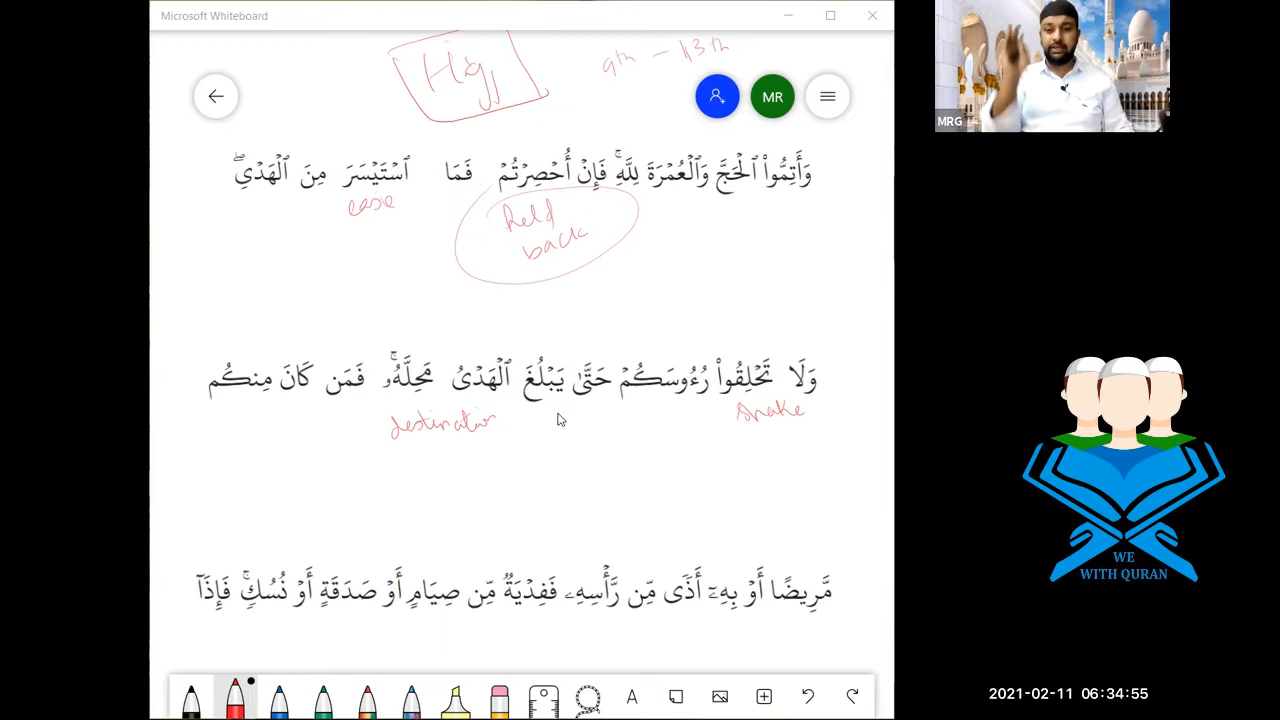 Microsoft Whiteboard
Hajj
9th - 13th
MR
MRG
وَأَتِمُّوا۟ ٱلْحَجَّ وَٱلْعُمْرَةَ لِلَّهِ ۚ فَإِنْ أُحْصِرْتُمْ فَمَا ٱسْتَيْسَرَ مِنَ ٱلْهَدْىِ ۖ
ease
Held
back
وَلَا تَحْلِقُوا۟ رُءُوسَكُمْ حَتَّىٰ يَبْلُغَ ٱلْهَدْىُ مَحِلَّهُۥ ۚ فَمَن كَانَ مِنكُم
destination
shake
مَّرِيضًا أَوْ بِهِۦٓ أَذًى مِّن رَّأْسِهِۦ فَفِدْيَةٌ مِّن صِيَامٍ أَوْ صَدَقَةٍ أَوْ نُسُكٍ ۚ فَإِذَآ
WE
WITH QURAN
A
2021-02-11 06:34:55